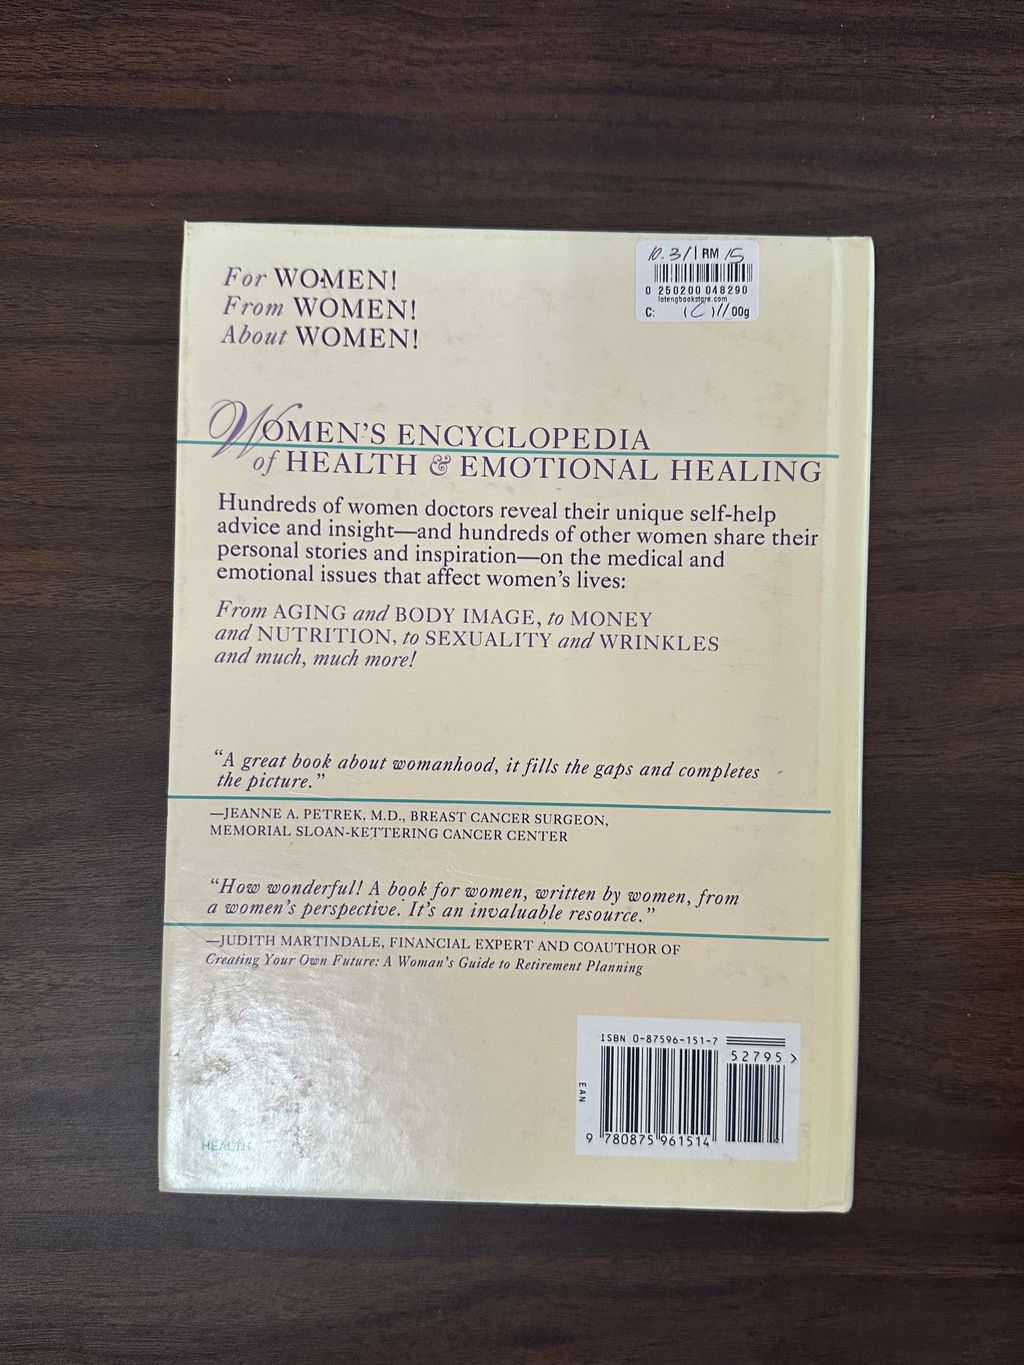 For WOMEN!
From WOMEN!
About WOMEN!
RM 15
0 250200 048290
lotengbookstore.com
C: 00g
WOMEN'S ENCYCLOPEDIA
of HEALTH & EMOTIONAL HEALING
Hundreds of women doctors reveal their unique self-help
advice and insight—and hundreds of other women share their
personal stories and inspiration—on the medical and
emotional issues that affect women's lives:
From AGING and BODY IMAGE, to MONEY
and NUTRITION, to SEXUALITY and WRINKLES
and much, much more!
“A great book about womanhood, it fills the gaps and completes
the picture.”
—JEANNE A. PETREK, M.D., BREAST CANCER SURGEON,
MEMORIAL SLOAN-KETTERING CANCER CENTER
“How wonderful! A book for women, written by women, from
a women's perspective. It's an invaluable resource.”
—JUDITH MARTINDALE, FINANCIAL EXPERT AND COAUTHOR OF
Creating Your Own Future: A Woman's Guide to Retirement Planning
ISBN 0-87596-151-7
52795>
EAN
9 780875 961514
HEALTH